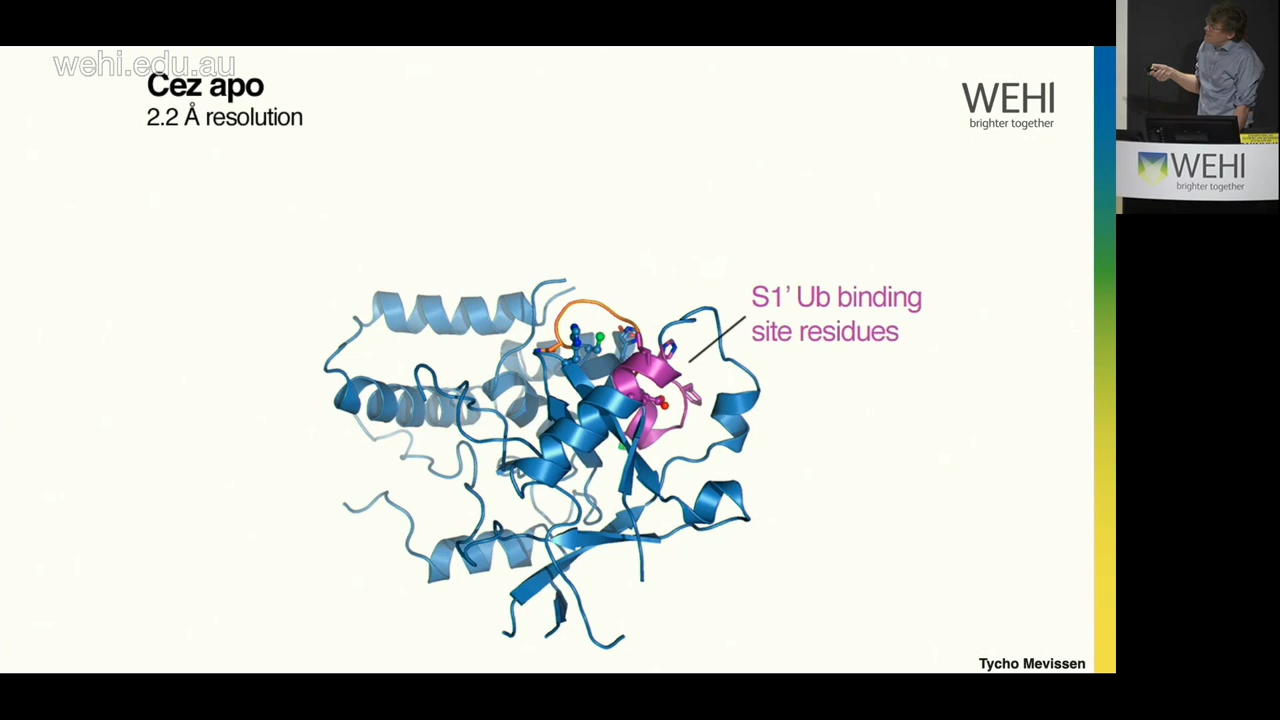 wehi.edu.au
Cez apo
2.2 Å resolution
WEHI
brighter together
S1’ Ub binding
site residues
Tycho Mevissen
WEHI
brighter together